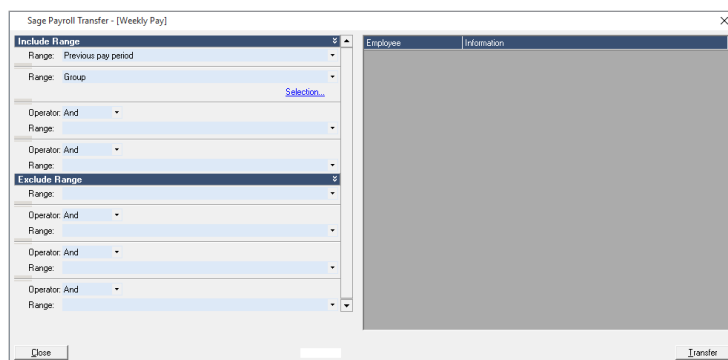 Sage Payroll Transfer - [Weekly Pay]
Include Range
Range: Previous pay period
Range: Group
Selection...
Operator: And
Range:
Operator: And
Range:
Exclude Range
Range:
Operator: And
Range:
Operator: And
Range:
Operator: And
Range:
Employee Information
Close
Transfer